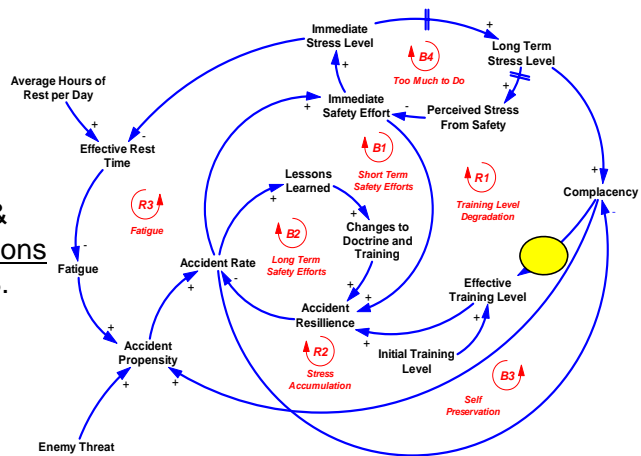 Immediate
Stress Level
B4
Too Much to Do
Long Term
Stress Level
Average Hours of
Rest per Day
Immediate
Safety Effort
Perceived Stress
From Safety
Effective Rest
Time
B1
Short Term
Safety Efforts
Lessons
Learned
R1
Training Level
Degradation
Complacency
R3
Fatigue
&
ions
.
B2
Long Term
Safety Efforts
Changes to
Doctrine and
Training
Fatigue
Accident Rate
Effective
Training Level
Accident
Resillience
Accident
Propensity
R2
Stress
Accumulation
Initial Training
Level
B3
Self
Preservation
Enemy Threat